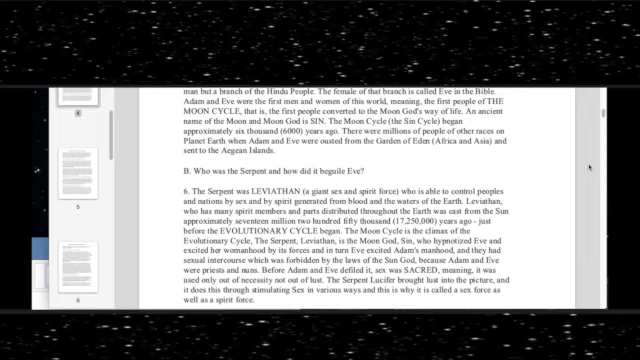 man but a branch of the Hindu People. The female of that branch is called Eve in the Bible.
Adam and Eve were the first men and women of this world, meaning, the first people of THE
MOON CYCLE, that is, the first people converted to the Moon God's way of life. An ancient
name of the Moon and Moon God is SIN. The Moon Cycle (the Sin Cycle) began
approximately six thousand (6000) years ago. There were millions of people of other races on
Planet Earth when Adam and Eve were ousted from the Garden of Eden (Africa and Asia) and
sent to the Aegean Islands.
B. Who was the Serpent and how did it beguile Eve?
6. The Serpent was LEVIATHAN (a giant sex and spirit force) who is able to control peoples
and nations by sex and by spirit generated from blood and the waters of the Earth. Leviathan,
who has many spirit members and parts distributed throughout the Earth was cast from the Sun
approximately seventeen million two hundred fifty thousand (17,250,000) years ago - just
before the EVOLUTIONARY CYCLE began. The Moon Cycle is the climax of the
Evolutionary Cycle, The Serpent, Leviathan, is the Moon God, Sin, who hypnotized Eve and
excited her womanhood by its forces and in turn Eve excited Adam's manhood, and they had
sexual intercourse which was forbidden by the laws of the Sun God, because Adam and Eve
were priests and nuns. Before Adam and Eve defiled it, sex was SACRED, meaning, it was
used only out of necessity not out of lust. The Serpent Lucifer brought lust into the picture, and
it does this through stimulating Sex in various ways and this is why it is called a sex force as
well as a spirit force.
4
5
6